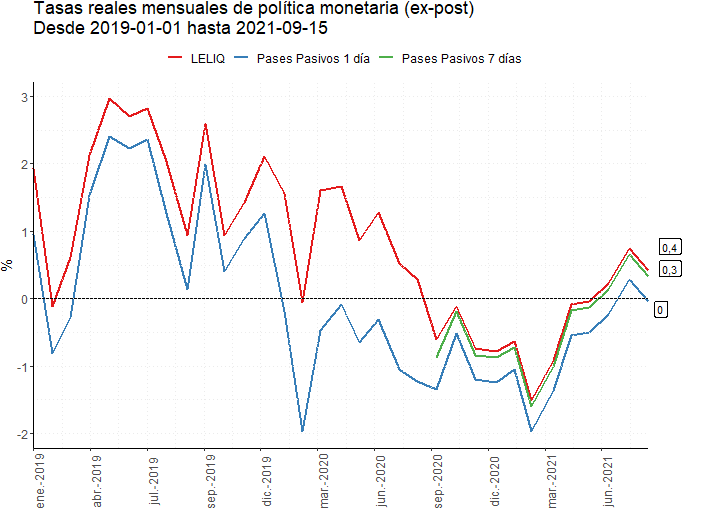 Tasas reales mensuales de política monetaria (ex-post)
Desde 2019-01-01 hasta 2021-09-15
LELIQ Pases Pasivos 1 día Pases Pasivos 7 días
%
3
2
1
0
-1
-2
0,4
0,3
0
ene.-2019
abr.-2019
jul.-2019
sep.-2019
dic.-2019
mar.-2020
jun.-2020
sep.-2020
dic.-2020
mar.-2021
jun.-2021